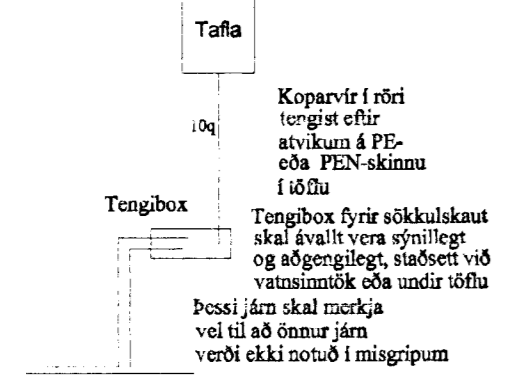 Tafla
Koparvír í röri
tengist eftir
10q
atvikum á PE-
eða PEN-skinnu
í töflu
Tengibox
Tengibox fyrir sökkulskaut
skal ávallt vera sýnillegt
og aðgengilegt, staðsett við
vatnsinntök eða undir töflu
Þessi járn skal merkja
vel til að önnur járn
verði ekki notuð í misgripum